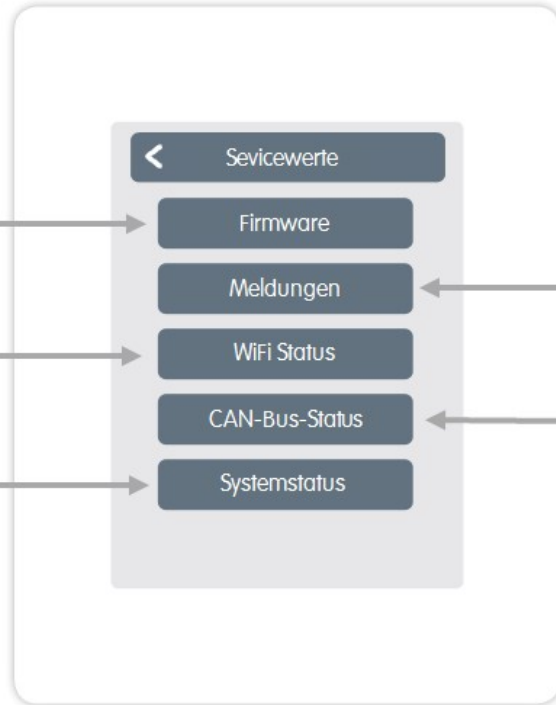 Sevicewerte
Firmware
Meldungen
WiFi Status
CAN-Bus-Status
Systemstatus